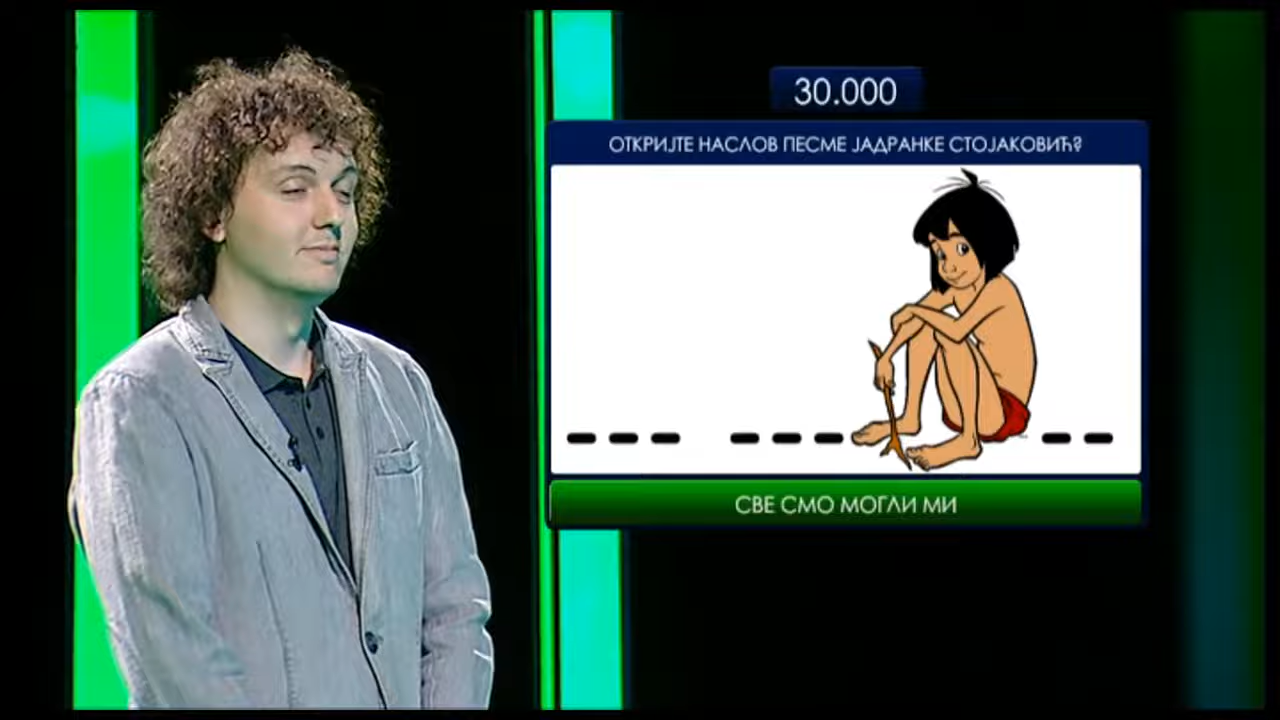 30.000
ОТКРИЈТЕ НАСЛОВ ПЕСМЕ ЈАДРАНКЕ СТОЈАКОВИЋ?
СВЕ СМО МОГЛИ МИ